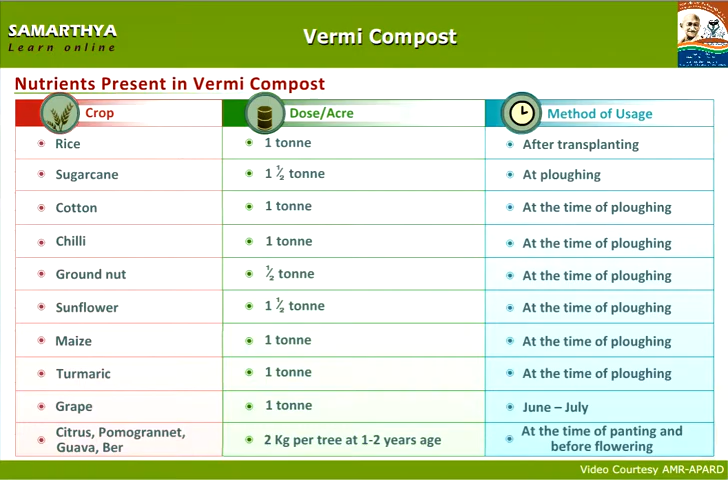 SAMARTHYA
Learn online
Vermi Compost
Nutrients Present in Vermi Compost
Crop Dose/Acre Method of Usage
Rice 1 tonne After transplanting
Sugarcane 1 ½ tonne At ploughing
Cotton 1 tonne At the time of ploughing
Chilli 1 tonne At the time of ploughing
Ground nut ½ tonne At the time of ploughing
Sunflower 1 ½ tonne At the time of ploughing
Maize 1 tonne At the time of ploughing
Turmeric 1 tonne At the time of ploughing
Grape 1 tonne June – July
Citrus, Pomogrannet,
Guava, Ber
2 Kg per tree at 1-2 years age
At the time of panting and
before flowering
Video Courtesy AMR-APARD